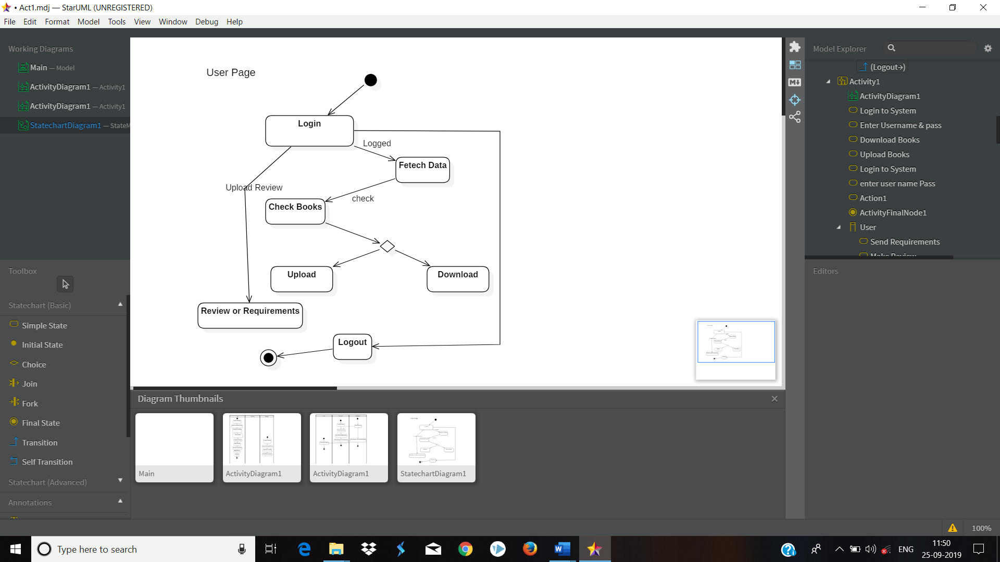 • Act1.mdj — StarUML (UNREGISTERED)
File Edit Format Model Tools View Window Debug Help
Working Diagrams
Main — Model
ActivityDiagram1 — Activity1
ActivityDiagram1 — Activity1
StatechartDiagram1 — StateM
Toolbox
Statechart (Basic)
Simple State
Initial State
Choice
Join
Fork
Final State
Transition
Self Transition
Statechart (Advanced)
Annotations
User Page
Login
Logged
Fetech Data
Upload Review
check
Check Books
Upload
Download
Review or Requirements
Logout
Diagram Thumbnails
Main
ActivityDiagram1
ActivityDiagram1
StatechartDiagram1
Model Explorer
(Logout→)
Activity1
ActivityDiagram1
Login to System
Enter Username & pass
Download Books
Upload Books
Login to System
enter user name Pass
Action1
ActivityFinalNode1
User
Send Requirements
Make Review
Editors
100%
Type here to search
ENG
11:50
25-09-2019